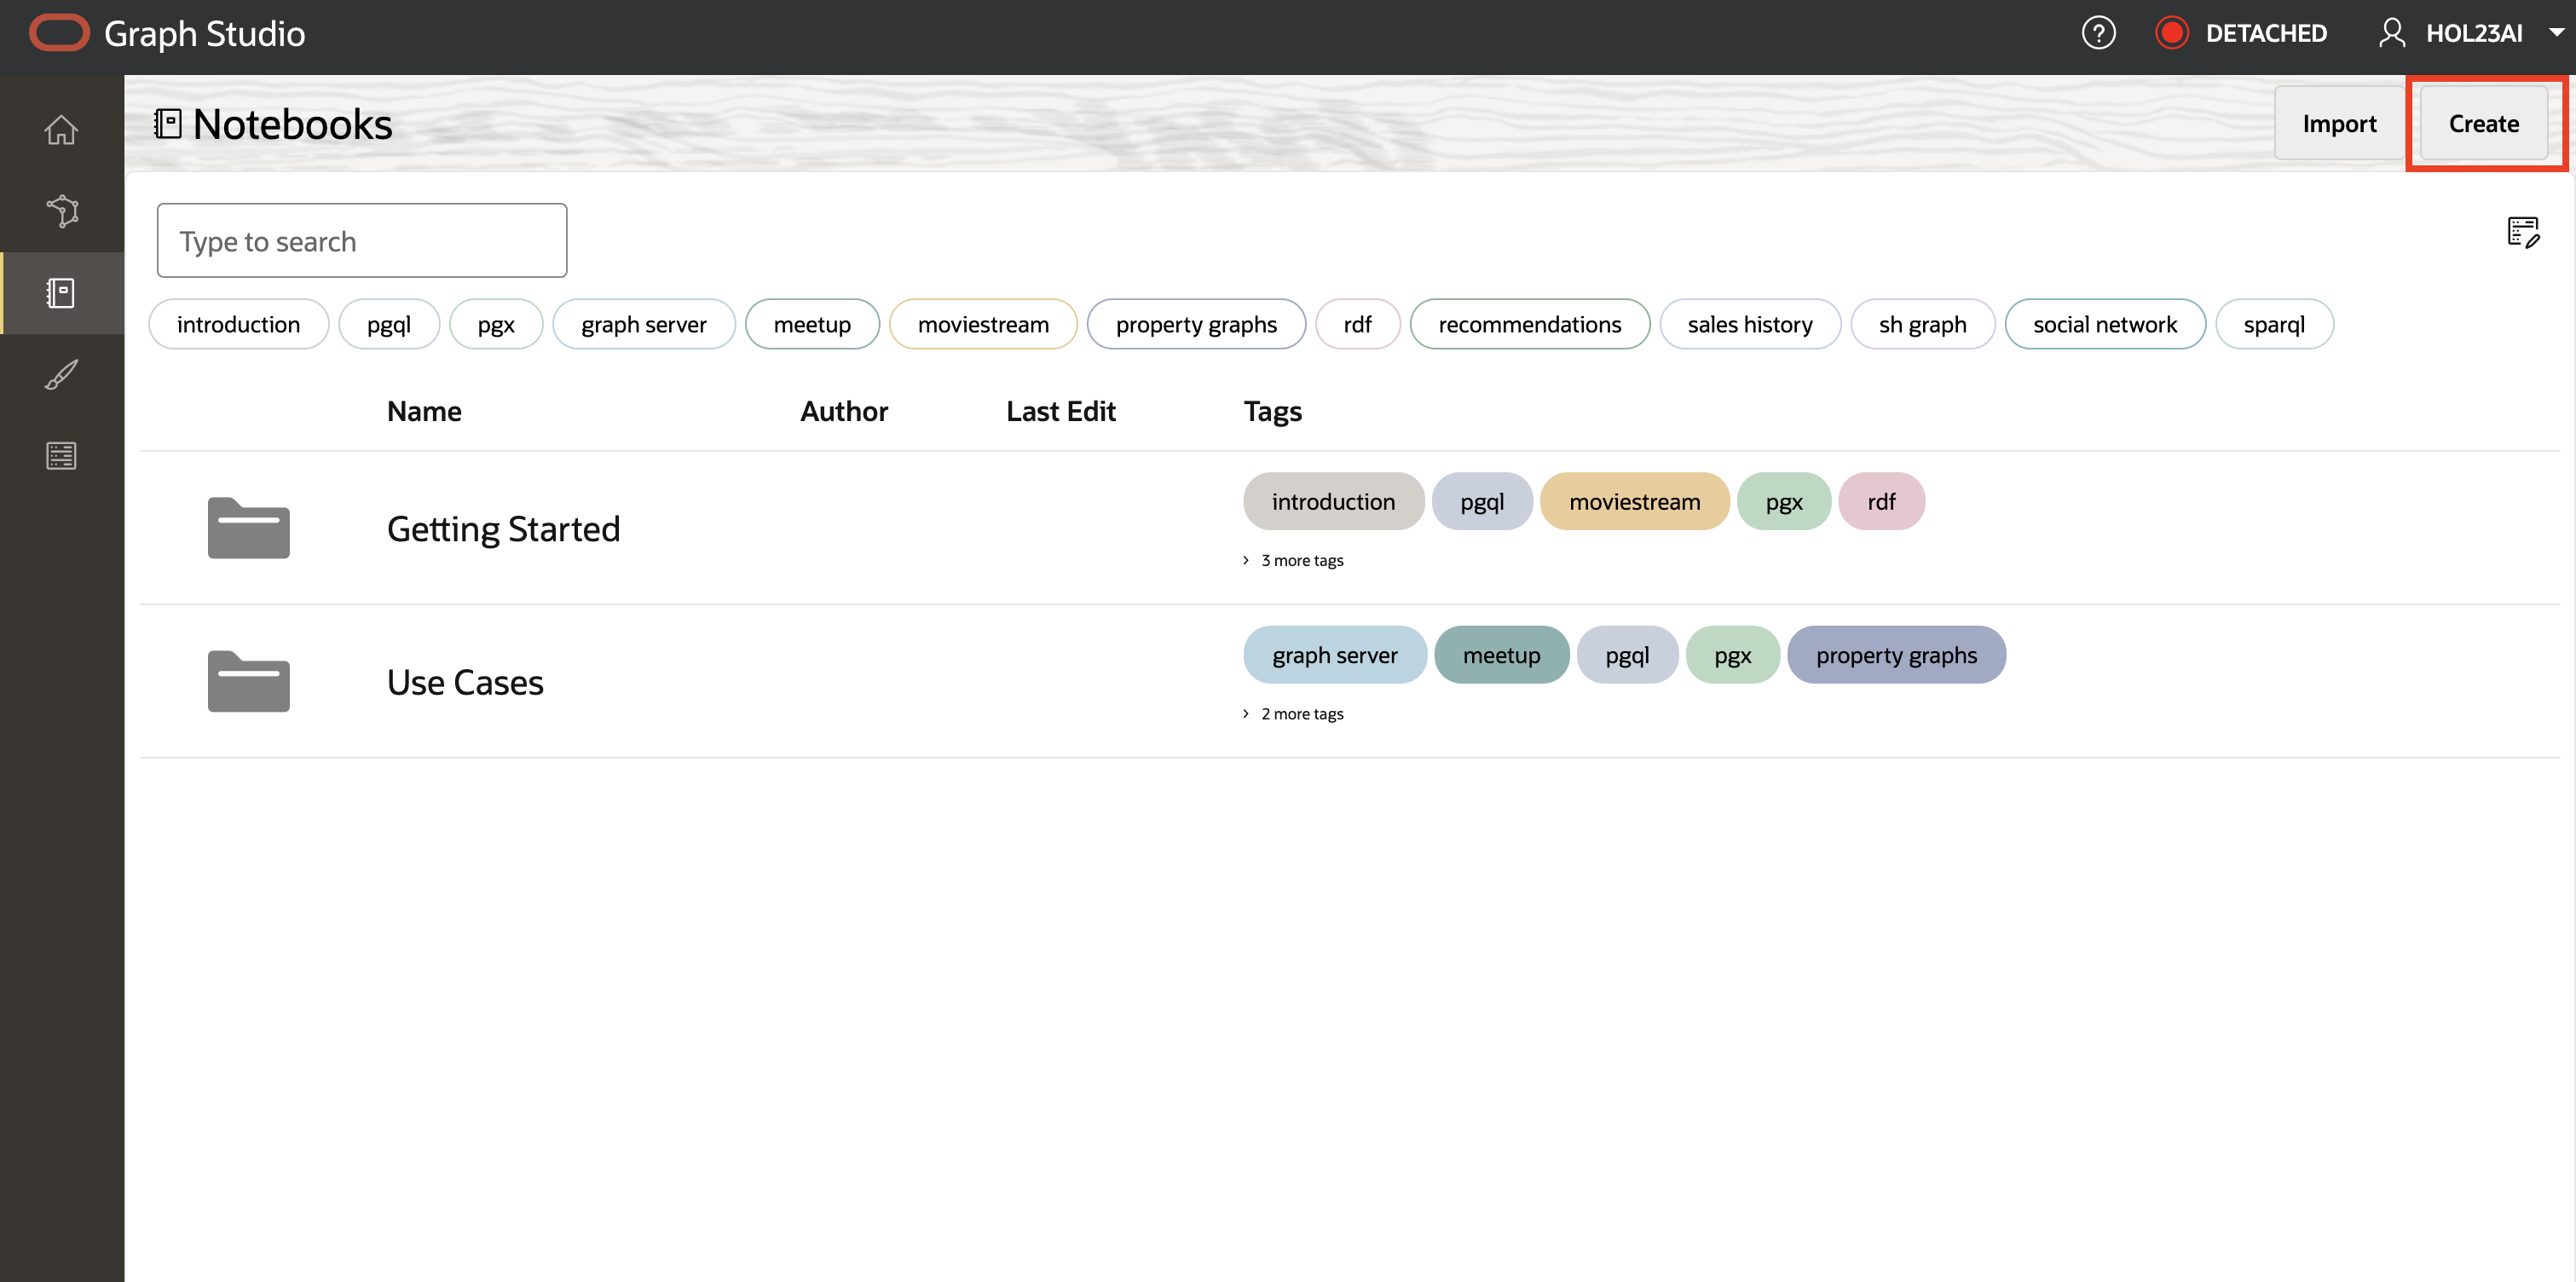 Graph Studio
? DETACHED HOL23AI
Notebooks
Import Create
Type to search
introduction pgql pgx graph server meetup moviestream property graphs rdf recommendations sales history sh graph social network sparql
Name Author Last Edit Tags
Getting Started
introduction pgql moviestream pgx rdf
3 more tags
Use Cases
graph server meetup pgql pgx property graphs
2 more tags